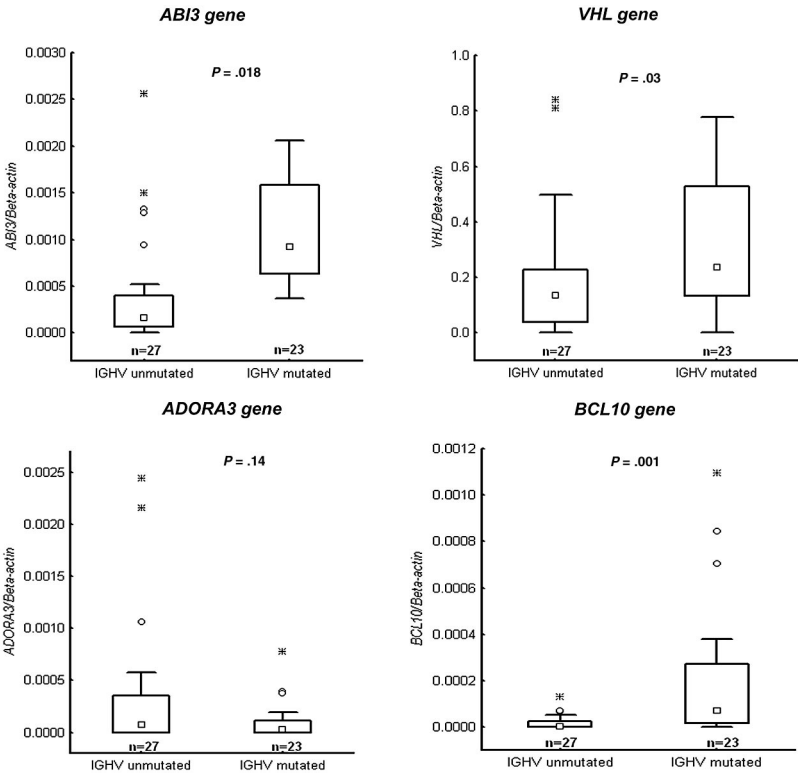 ABI3 gene
P = .018
ABI3/Beta-actin
0.0030
0.0025
0.0020
0.0015
0.0010
0.0005
0.0000
n=27
n=23
IGHV unmutated
IGHV mutated
VHL gene
P = .03
VHL/Beta-actin
1.0
0.8
0.6
0.4
0.2
0.0
n=27
n=23
IGHV unmutated
IGHV mutated
ADORA3 gene
P = .14
ADORA3/Beta-actin
0.0025
0.0020
0.0015
0.0010
0.0005
0.0000
n=27
n=23
IGHV unmutated
IGHV mutated
BCL10 gene
P = .001
BCL10/Beta-actin
0.0012
0.0010
0.0008
0.0006
0.0004
0.0002
0.0000
n=27
n=23
IGHV unmutated
IGHV mutated